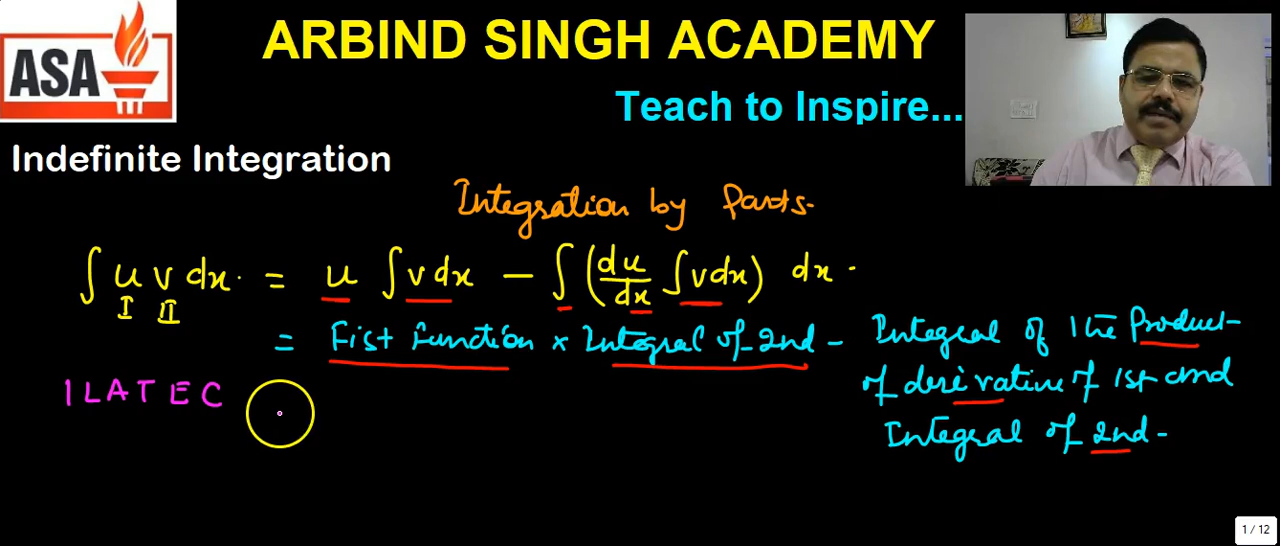 ASA
ARBIND SINGH ACADEMY
Teach to Inspire...
Indefinite Integration
Integration by Parts.
∫ u v dx. = u ∫ v dx − ∫ (du/dx ∫ v dx) dx.
I II
= Fist Function × Integral of 2nd − Integral of the Product
of derivative of 1st and
Integral of 2nd -
I L A T E C
1 / 12